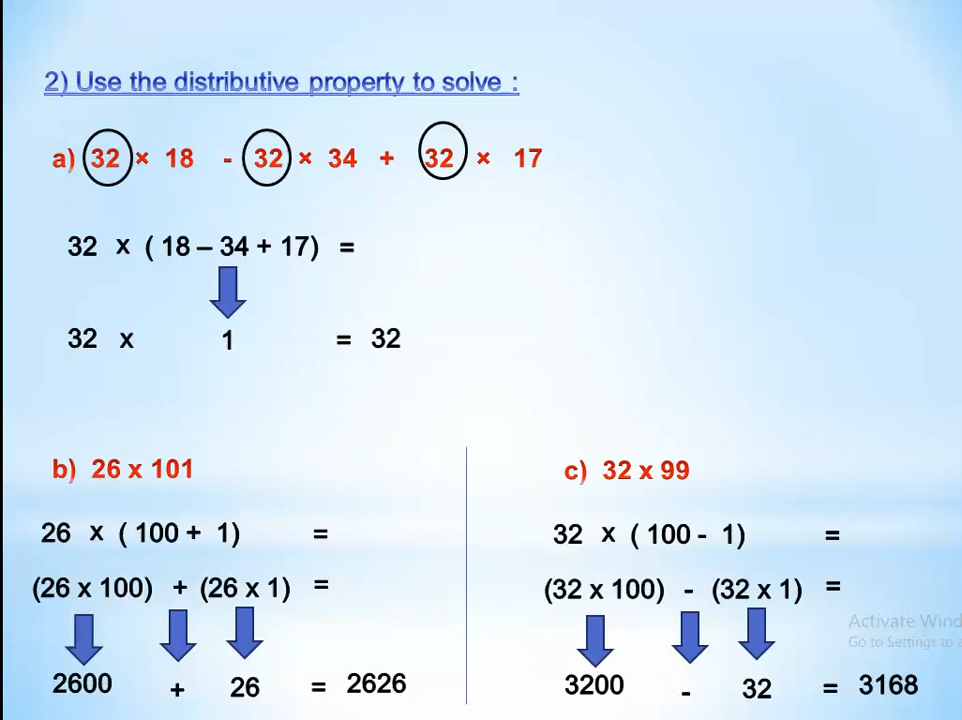 2) Use the distributive property to solve :
a) 32 × 18 - 32 × 34 + 32 × 17
32 x ( 18 – 34 + 17) =
32 x 1 = 32
b) 26 x 101
26 x ( 100 + 1) =
(26 x 100) + (26 x 1) =
2600 + 26 = 2626
c) 32 x 99
32 x ( 100 - 1) =
(32 x 100) - (32 x 1) =
3200 - 32 = 3168
Activate Wind
Go to Settings to a